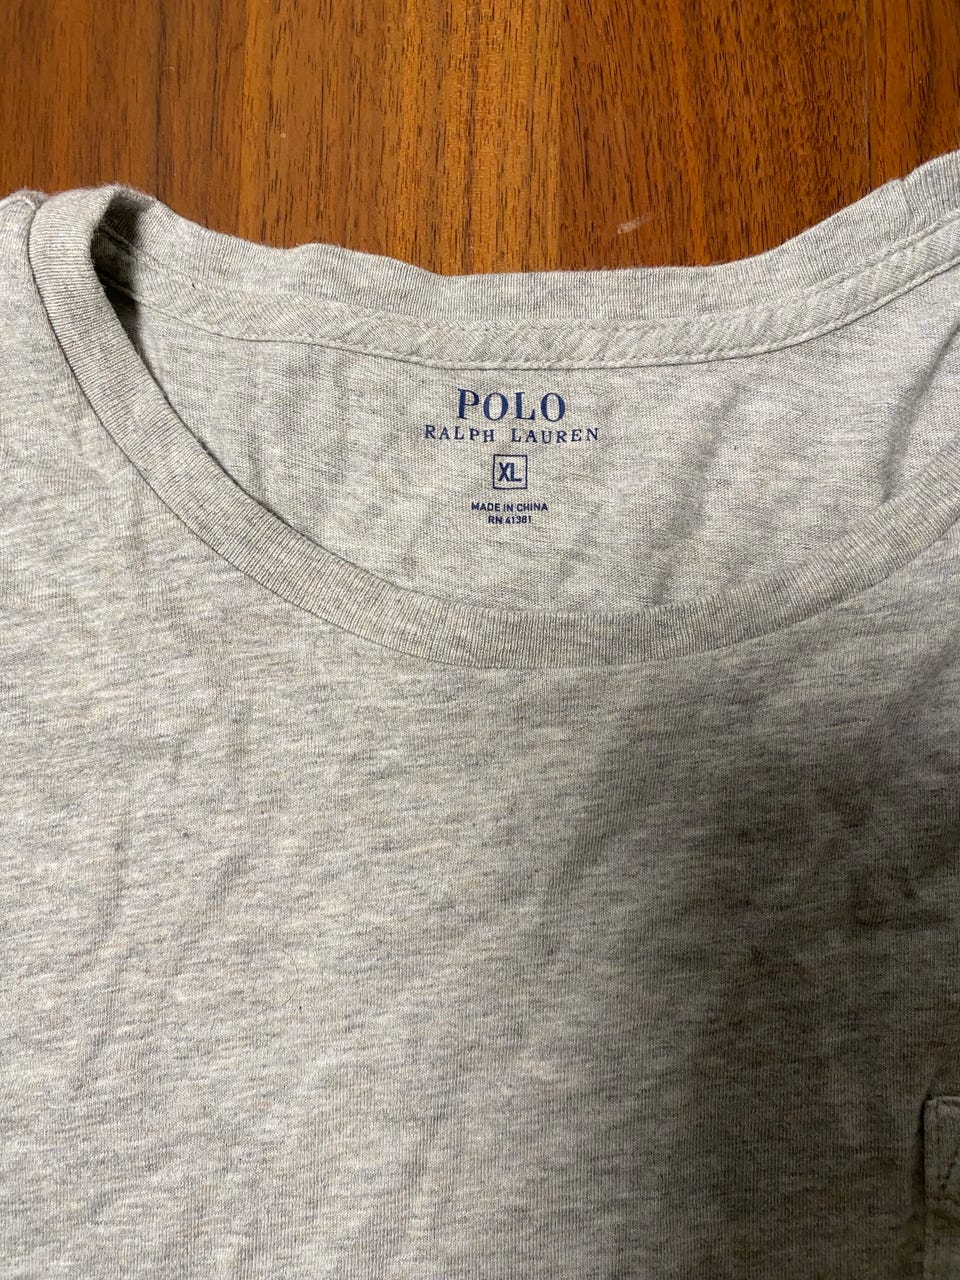 POLO
RALPH LAUREN
XL
MADE IN CHINA
RN 41381